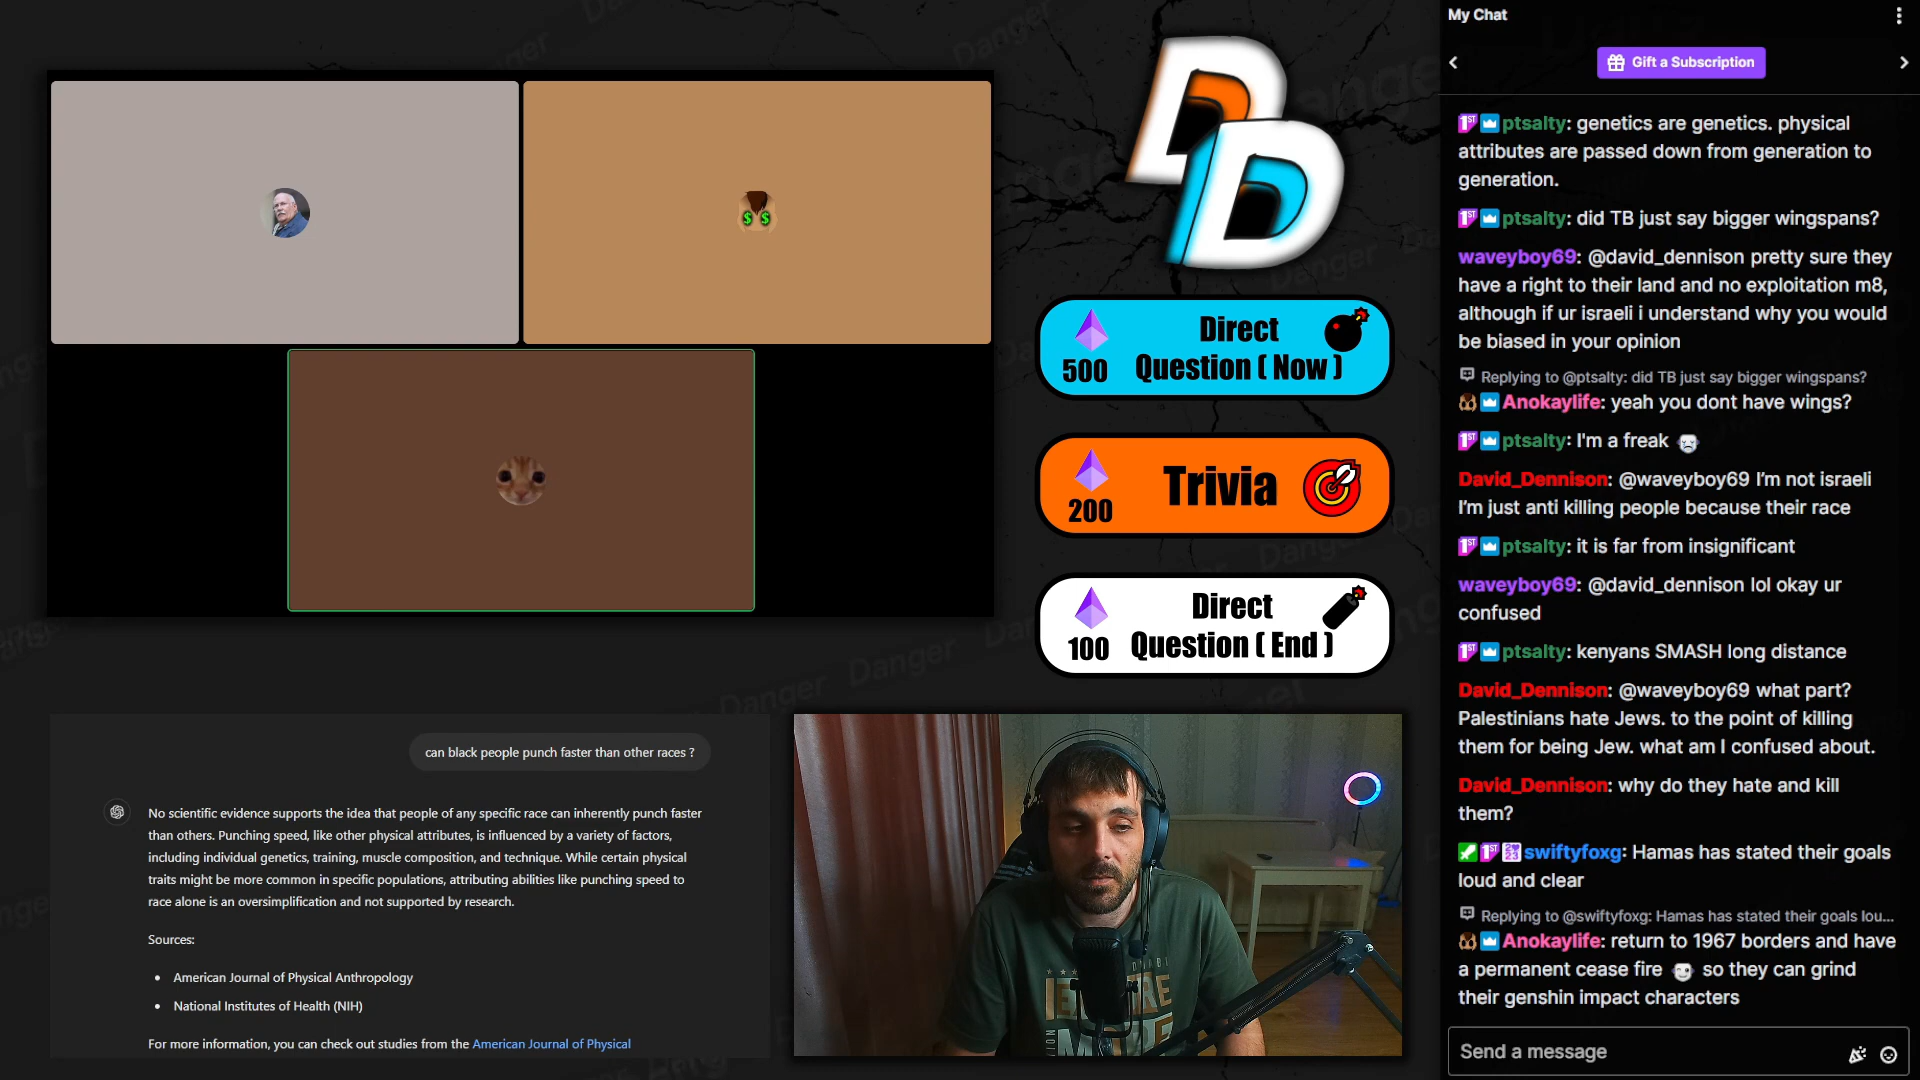 My Chat
Gift a Subscription
ptsalty: genetics are genetics. physical
attributes are passed down from generation to
generation.
ptsalty: did TB just say bigger wingspans?
waveyboy69: @david_dennison pretty sure they
have a right to their land and no exploitation m8,
although if ur israeli i understand why you would
be biased in your opinion
Replying to @ptsalty: did TB just say bigger wingspans?
Anokaylife: yeah you dont have wings?
ptsalty: I'm a freak
David_Dennison: @waveyboy69 I'm not israeli
I'm just anti killing people because their race
ptsalty: it is far from insignificant
waveyboy69: @david_dennison lol okay ur
confused
ptsalty: kenyans SMASH long distance
David_Dennison: @waveyboy69 what part?
Palestinians hate Jews. to the point of killing
them for being Jew. what am I confused about.
David_Dennison: why do they hate and kill
them?
swiftyfoxg: Hamas has stated their goals
loud and clear
Replying to @swiftyfoxg: Hamas has stated their goals lou...
Anokaylife: return to 1967 borders and have
a permanent cease fire so they can grind
their genshin impact characters
Send a message
DD
500
Direct
Question ( Now )
200
Trivia
100
Direct
Question ( End )
can black people punch faster than other races ?
No scientific evidence supports the idea that people of any specific race can inherently punch faster
than others. Punching speed, like other physical attributes, is influenced by a variety of factors,
including individual genetics, training, muscle composition, and technique. While certain physical
traits might be more common in specific populations, attributing abilities like punching speed to
race alone is an oversimplification and not supported by research.
Sources:
American Journal of Physical Anthropology
National Institutes of Health (NIH)
For more information, you can check out studies from the American Journal of Physical
Danger
Danger
Danger
Danger